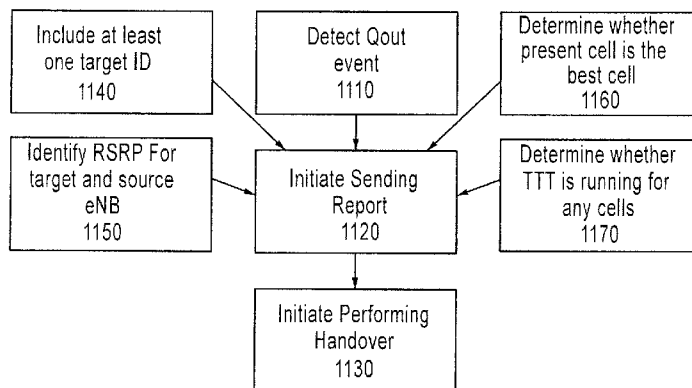 Include at least
one target ID
1140
Detect Qout
event
1110
Determine whether
present cell is the
best cell
1160
Identify RSRP For
target and source
eNB
1150
Initiate Sending
Report
1120
Determine whether
TTT is running for
any cells
1170
Initiate Performing
Handover
1130